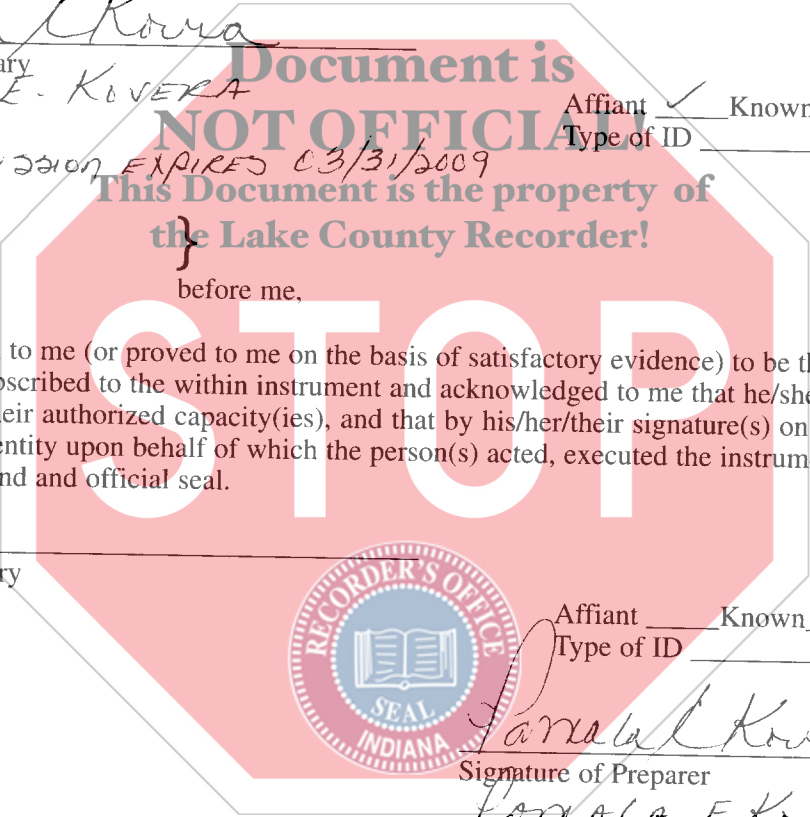 Kovera
Document is
ary
E. KOVERA
Affiant ✓ Known
NOT OFFICIAL!
Type of ID
ssion EXPIRES 03/31/2009
This Document is the property of
the Lake County Recorder!
}
before me,
STOP
to me (or proved to me on the basis of satisfactory evidence) to be th
bscribed to the within instrument and acknowledged to me that he/she
eir authorized capacity(ies), and that by his/her/their signature(s) on
entity upon behalf of which the person(s) acted, executed the instrum
nd and official seal.
ry
RECORDER'S OFFICE
SEAL
INDIANA
Affiant Known
Type of ID
Pamala E Kov
Signature of Preparer
PAMALA E K